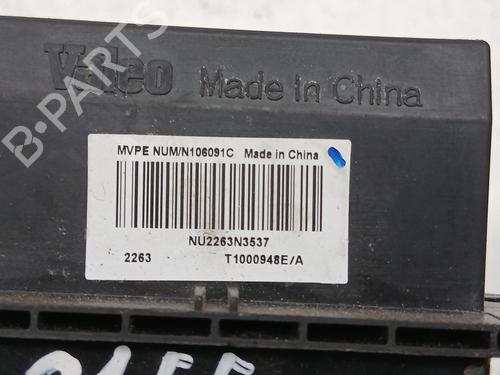 Valeo Made in China
MVPE NUM/N106091C Made in China
NU2263N3537
2263 T1000948E/A
B-PARTS